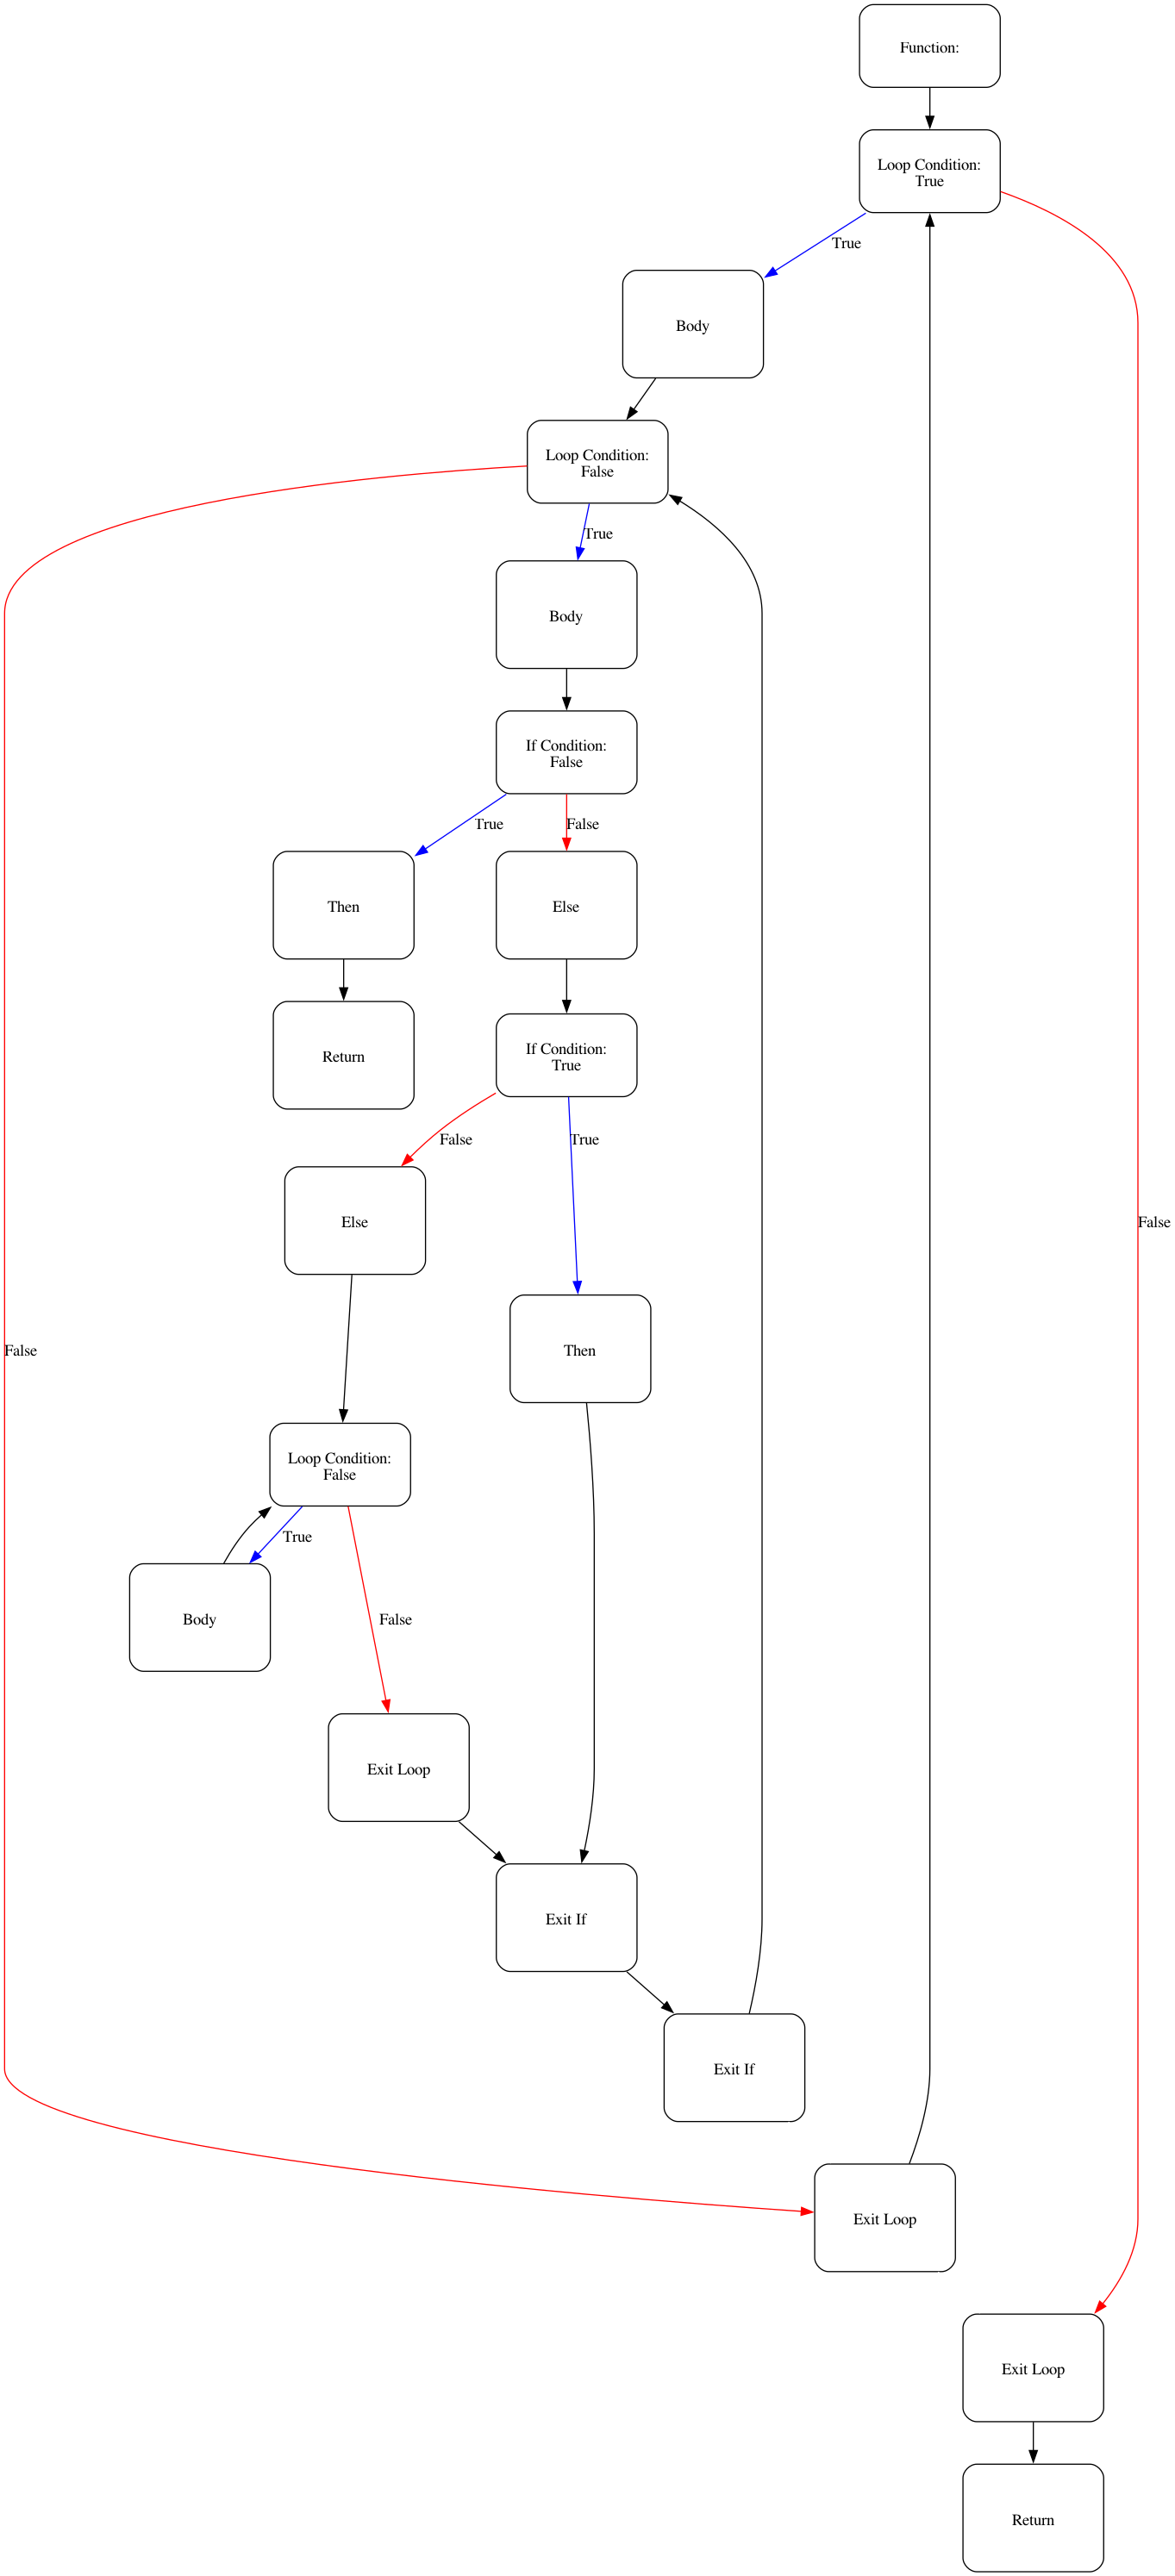 Function:
Loop Condition:
True
True
Body
Loop Condition:
False
True
Body
If Condition:
False
True
False
Then
Else
Return
If Condition:
True
False
True
Else
False
Then
False
Loop Condition:
False
True
Body
False
Exit Loop
Exit If
Exit If
Exit Loop
Exit Loop
Return